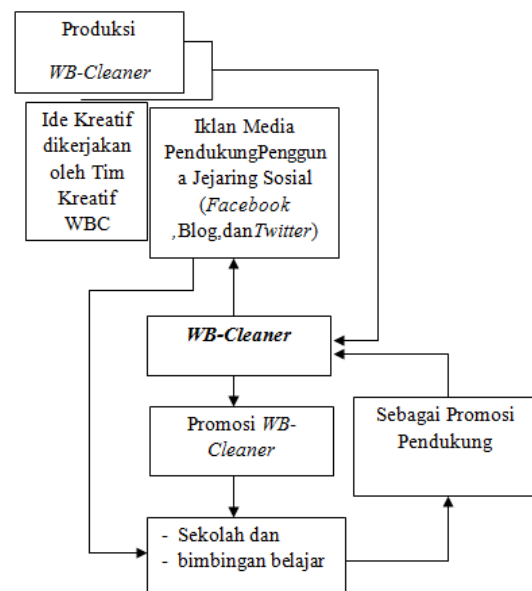 Produksi
WB-Cleaner
Ide Kreatif
dikerjakan
oleh Tim
Kreatif
WBC
Iklan Media
PendukungPenggun
a Jejaring Sosial
(Facebook
,Blog,danTwitter)
WB-Cleaner
Promosi WB-
Cleaner
Sebagai Promosi
Pendukung
- Sekolah dan
- bimbingan belajar